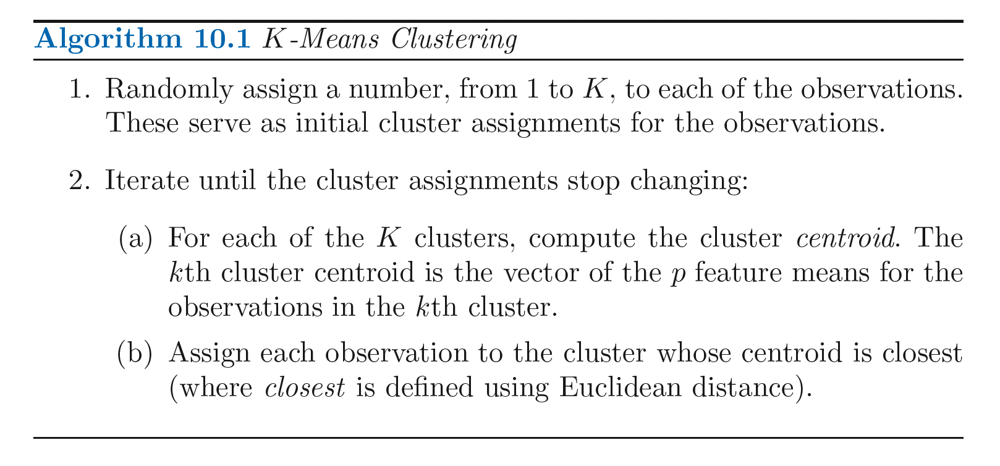 Algorithm 10.1 K-Means Clustering
1. Randomly assign a number, from 1 to K, to each of the observations.
These serve as initial cluster assignments for the observations.
2. Iterate until the cluster assignments stop changing:
(a) For each of the K clusters, compute the cluster centroid. The
kth cluster centroid is the vector of the p feature means for the
observations in the kth cluster.
(b) Assign each observation to the cluster whose centroid is closest
(where closest is defined using Euclidean distance).